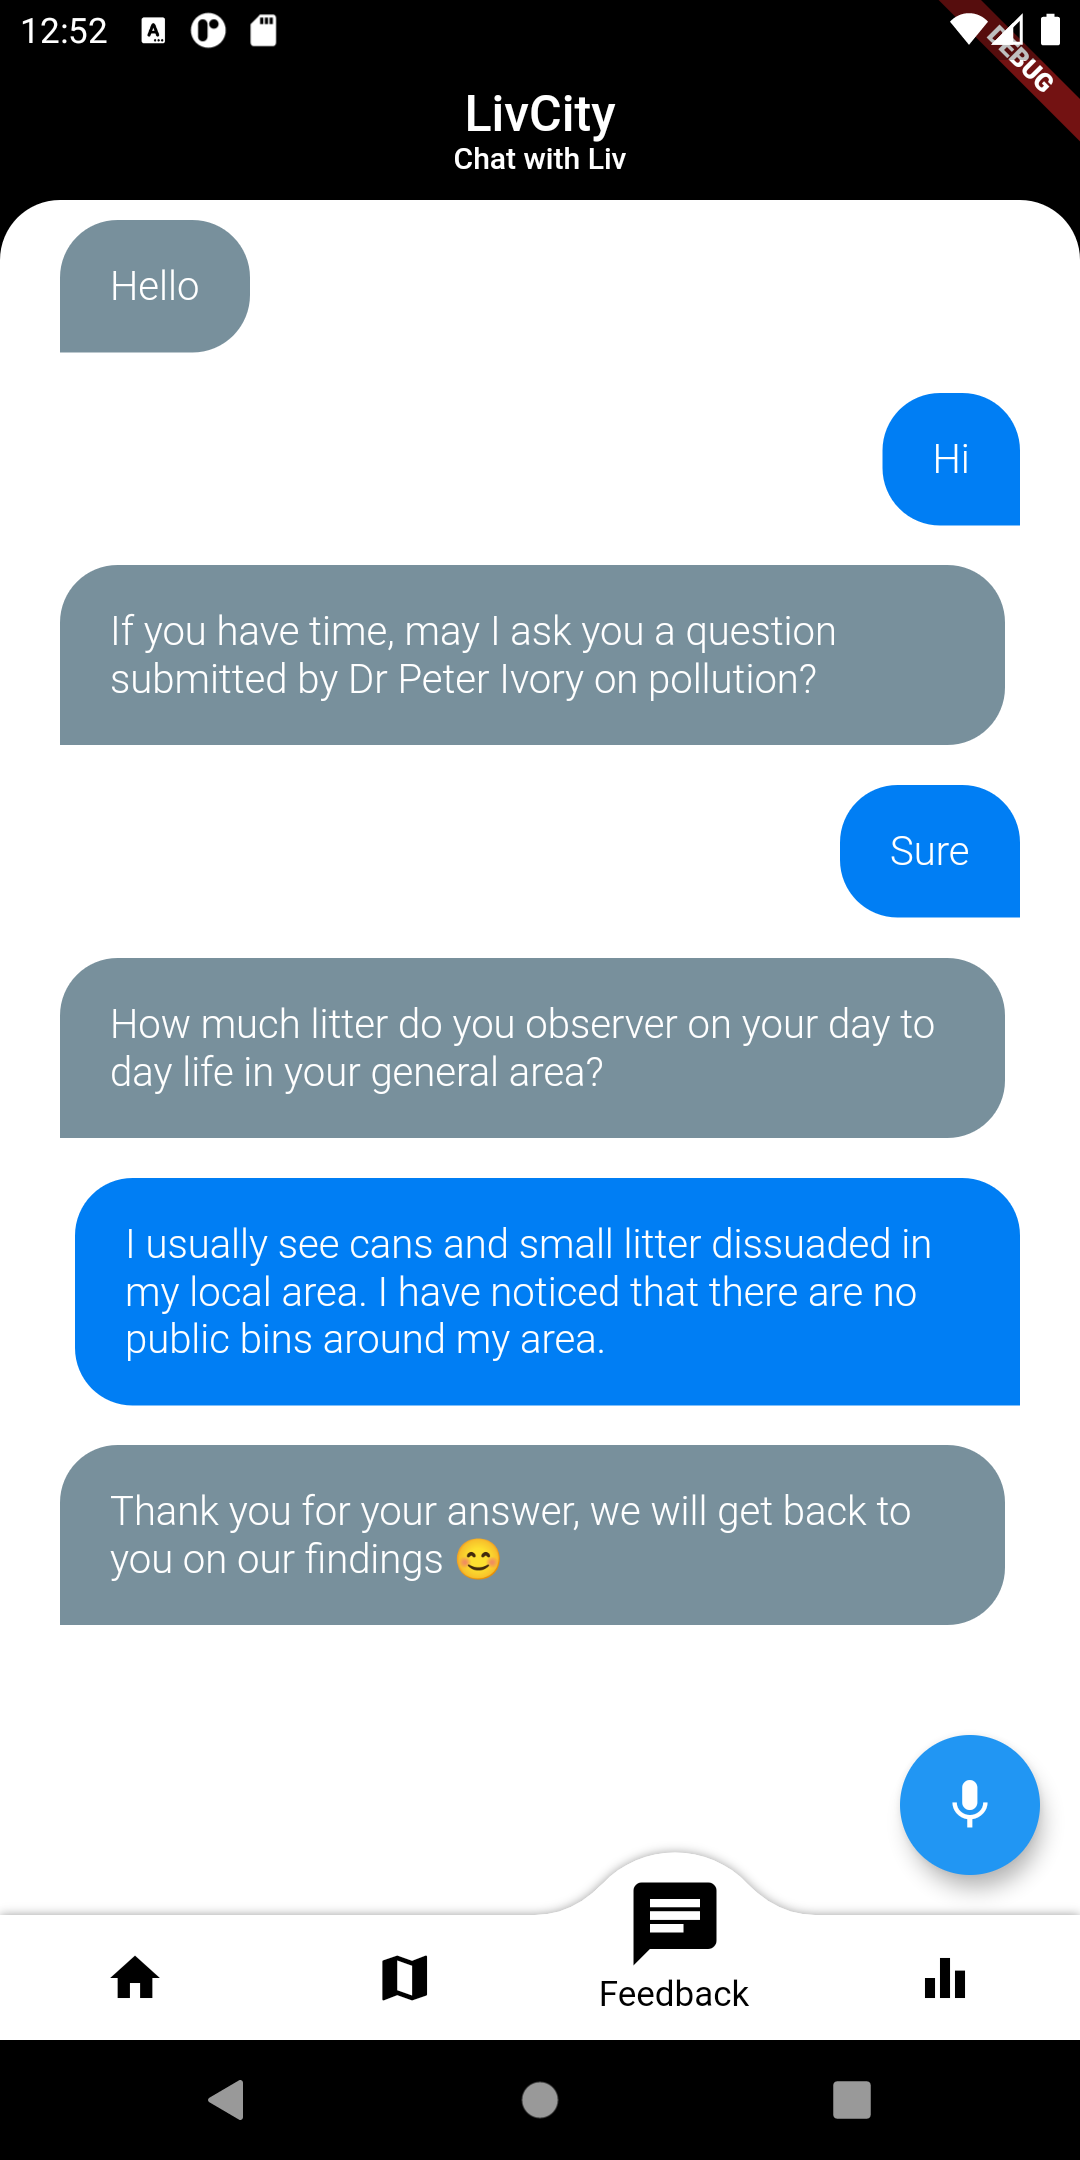 12:52
A
DEBUG
LivCity
Chat with Liv
Hello
Hi
If you have time, may I ask you a question
submitted by Dr Peter Ivory on pollution?
Sure
How much litter do you observer on your day to
day life in your general area?
I usually see cans and small litter dissuaded in
my local area. I have noticed that there are no
public bins around my area.
Thank you for your answer, we will get back to
you on our findings 😊
Feedback